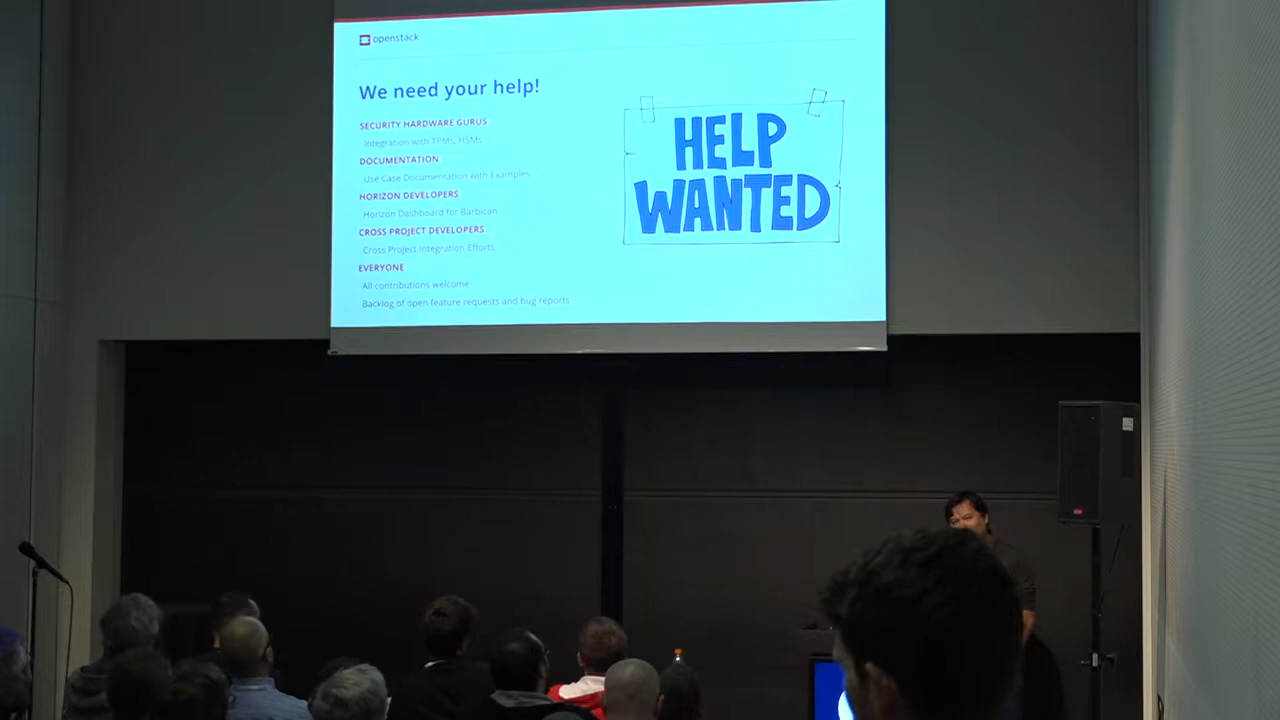 openstack
We need your help!
SECURITY HARDWARE GURUS
Integration with TPMs, HSMs
DOCUMENTATION
Use Case Documentation with Examples
HORIZON DEVELOPERS
Horizon Dashboard for Barbican
CROSS PROJECT DEVELOPERS
Cross Project Integration Efforts
EVERYONE
All contributions welcome
Backlog of open feature requests and bug reports
HELP
WANTED